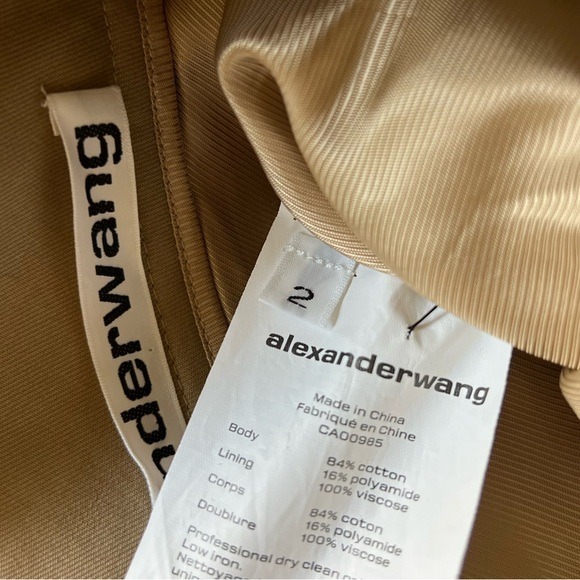 nderwang
2
alexanderwang
Made in China
Fabriqué en Chine
CA00985
Body 84% cotton
16% polyamide
Lining 100% viscose
Corps 84% coton
16% polyamide
Doublure 100% viscose
Professional dry clean
Low iron.
Nettoyage